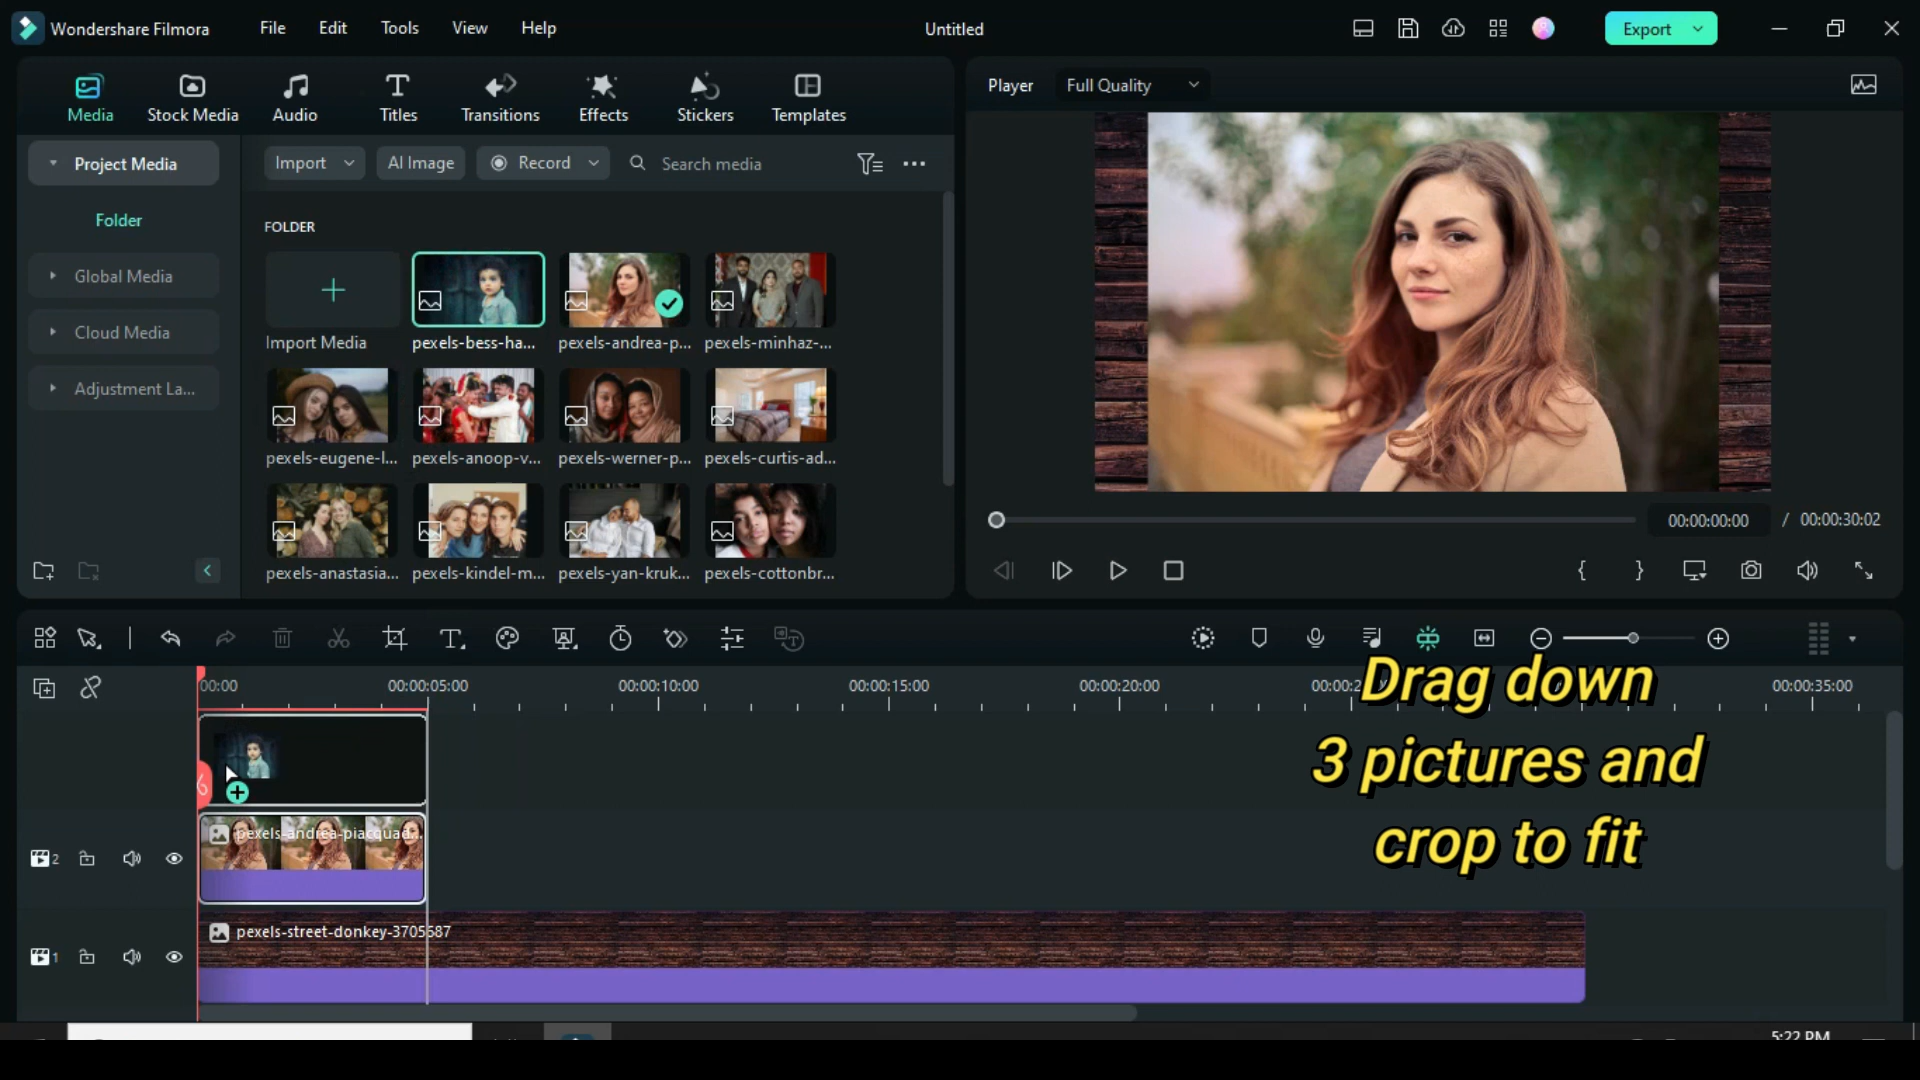 Wondershare Filmora
File
Edit
Tools
View
Help
Untitled
Export
Media
Stock Media
Audio
Titles
Transitions
Effects
Stickers
Templates
Player
Full Quality
Project Media
Import
AI Image
Record
Search media
Folder
FOLDER
Global Media
Cloud Media
Adjustment La...
Import Media
pexels-bess-ha...
pexels-andrea-p...
pexels-minhaz-...
pexels-eugene-l...
pexels-anoop-v...
pexels-werner-p...
pexels-curtis-ad...
pexels-anastasia...
pexels-kindel-m...
pexels-yan-kruk...
pexels-cottonbr...
00:00:00:00
/ 00:00:30:02
00:00
00:00:05:00
00:00:10:00
00:00:15:00
00:00:20:00
00:00:35:00
Drag down
3 pictures and
crop to fit
pexels-andrea-piacquad...
2
pexels-street-donkey-3705687
1
5:22 PM